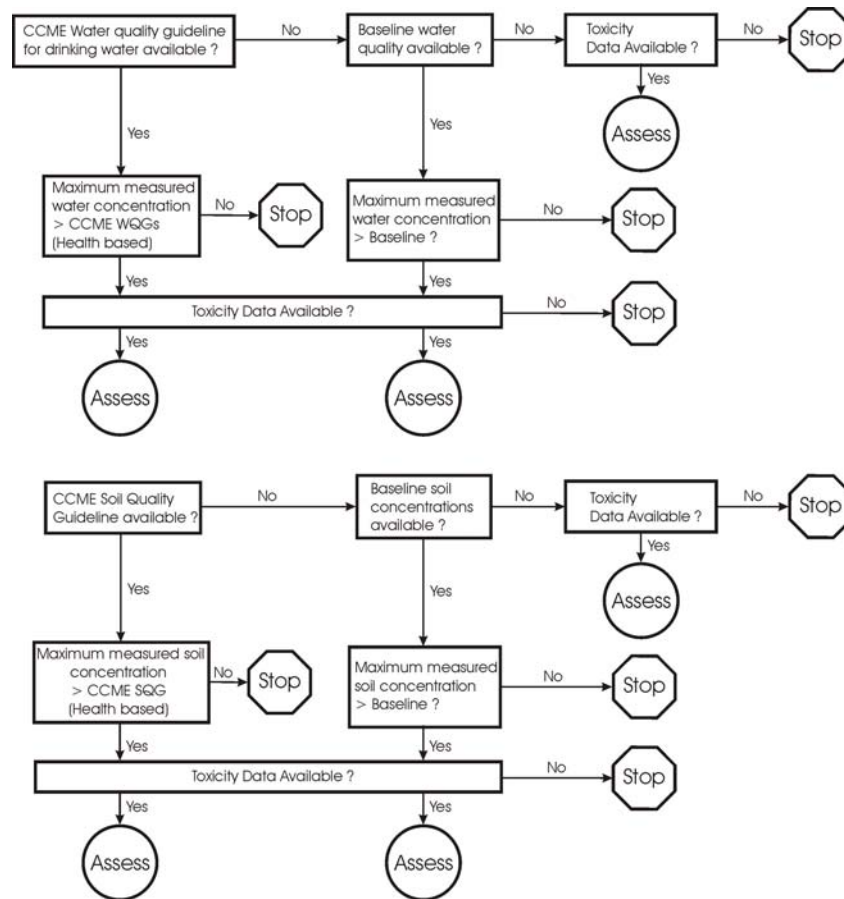 CCME Water quality guideline
for drinking water available ?
No
Baseline water
quality available ?
No
Toxicity
Data Available ?
No
Stop
Yes
Yes
Yes
Assess
Maximum measured
water concentration
> CCME WQGs
(Health based)
No
Stop
Maximum measured
water concentration
> Baseline ?
No
Stop
Yes
Yes
Toxicity Data Available ?
No
Stop
Yes
Yes
Assess
Assess
CCME Soil Quality
Guideline available ?
No
Baseline soil
concentrations
available ?
No
Toxicity
Data Available ?
No
Stop
Yes
Yes
Yes
Assess
Maximum measured soil
concentration
> CCME SQG
(Health based)
No
Stop
Maximum measured
soil concentration
> Baseline ?
No
Stop
Yes
Yes
Toxicity Data Available ?
No
Stop
Yes
Yes
Assess
Assess